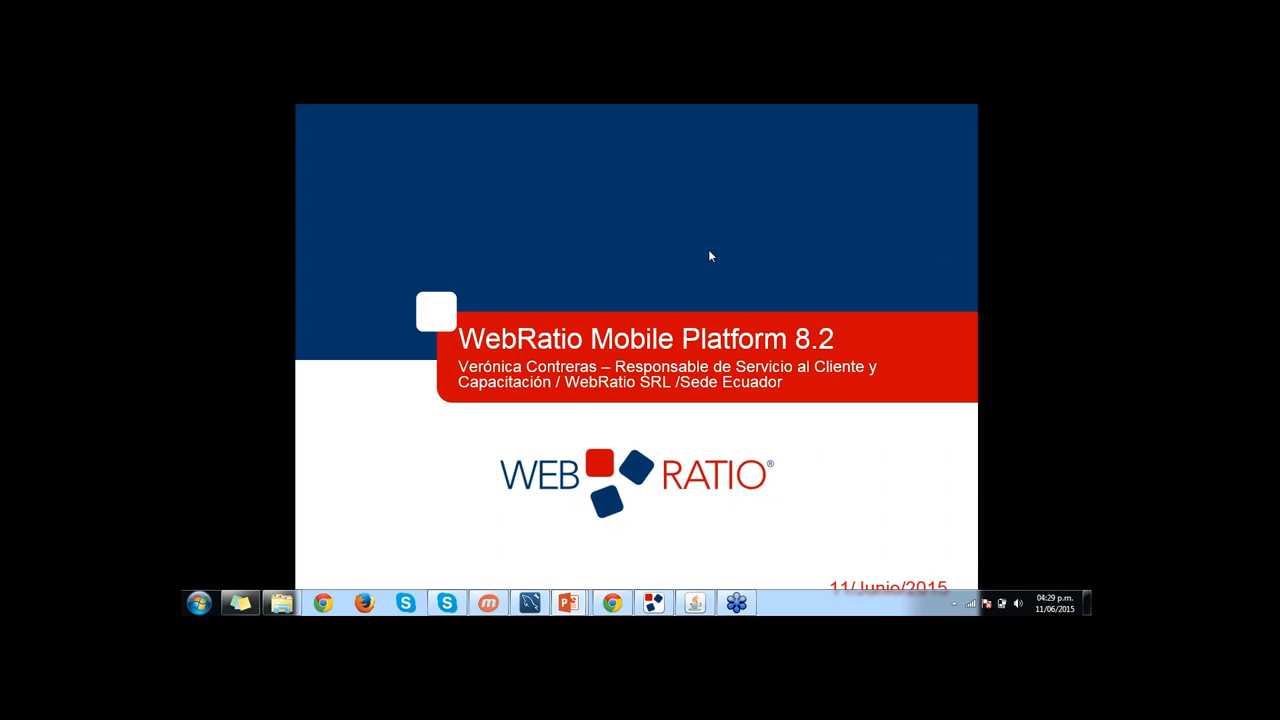 WebRatio Mobile Platform 8.2
Verónica Contreras – Responsable de Servicio al Cliente y
Capacitación / WebRatio SRL /Sede Ecuador
WEB RATIO®
11/Junio/2015
04:29 p.m.
11/06/2015